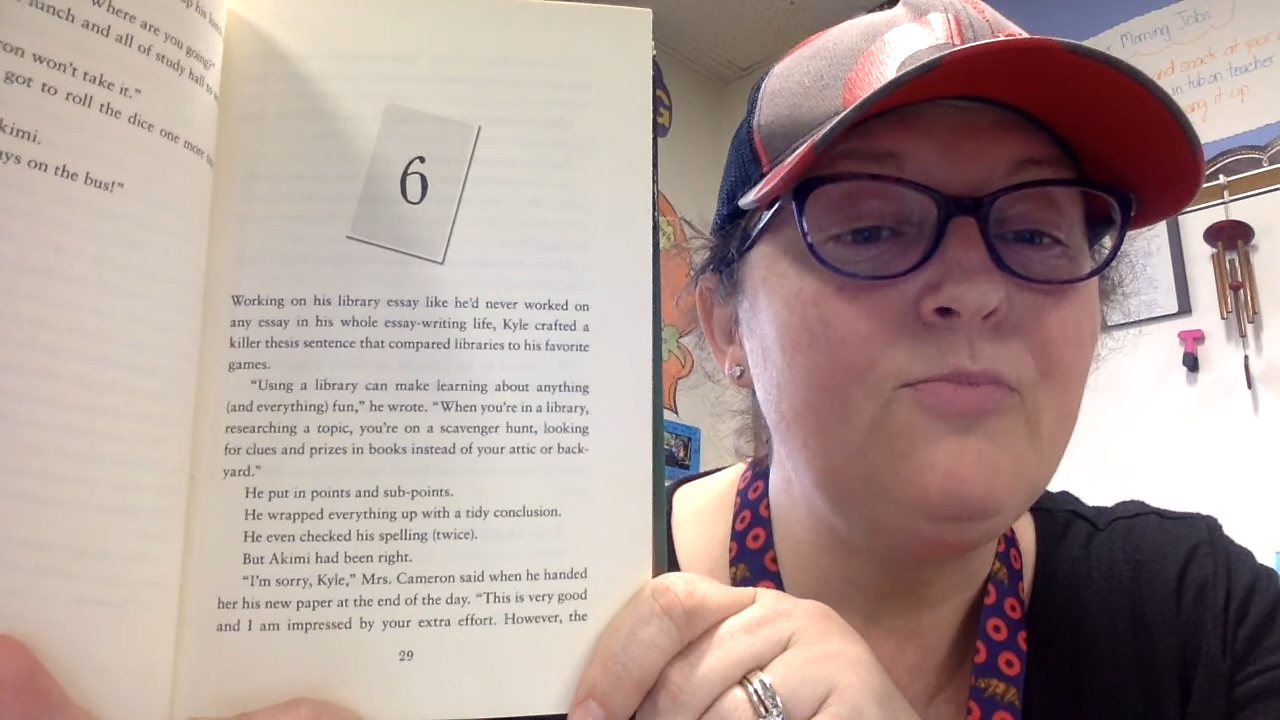 Where are you going?"
lunch and all of study hall to
won't take it."
got to roll the dice one more
on the bus!"
6
Working on his library essay like he'd never worked on
any essay in his whole essay-writing life, Kyle crafted a
killer thesis sentence that compared libraries to his favorite
games.
"Using a library can make learning about anything
(and everything) fun," he wrote. "When you're in a library,
researching a topic, you're on a scavenger hunt, looking
for clues and prizes in books instead of your attic or back-
yard."
He put in points and sub-points.
He wrapped everything up with a tidy conclusion.
He even checked his spelling (twice).
But Akimi had been right.
"I'm sorry, Kyle," Mrs. Cameron said when he handed
her his new paper at the end of the day. "This is very good
and I am impressed by your extra effort. However, the
29
Morning Jobs
and snack at your
on teacher
it up